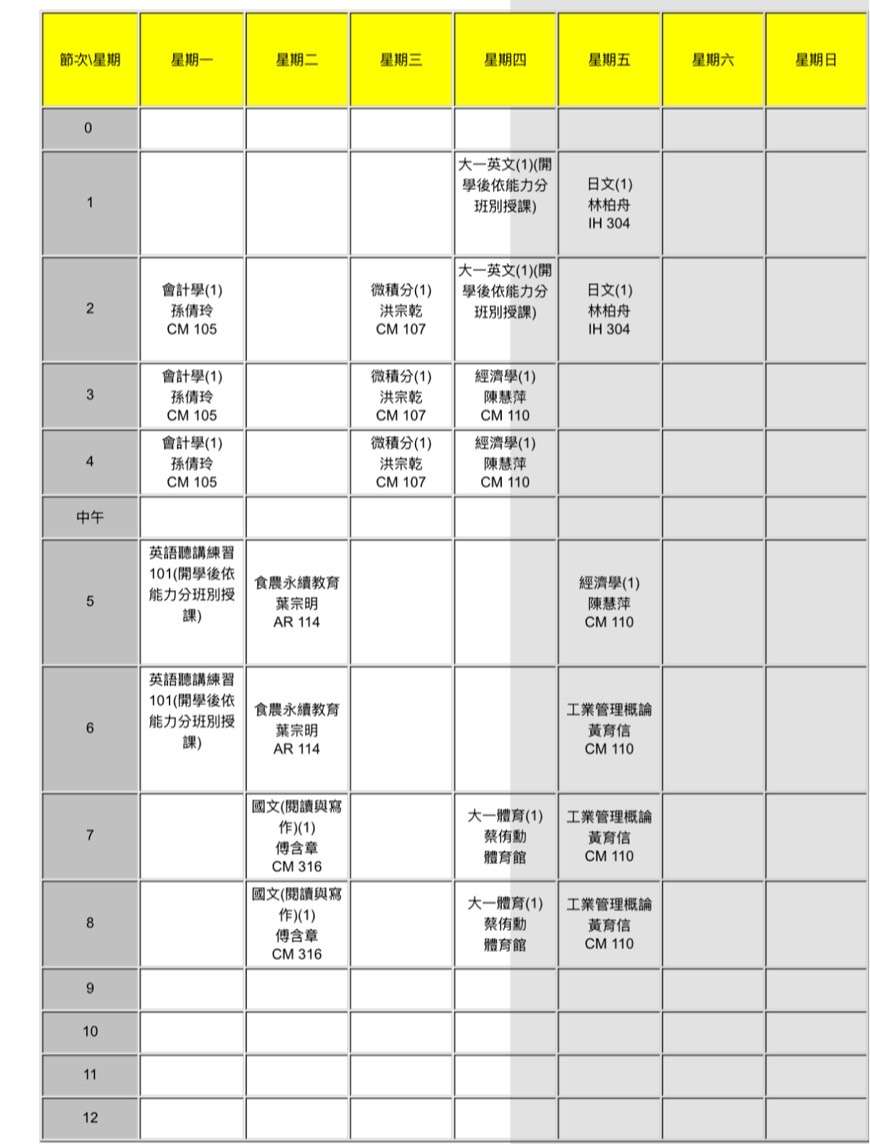 節次\星期 星期一 星期二 星期三 星期四 星期五 星期六 星期日
0
1
大一英文(1)(開
學後依能力分
班別授課)
日文(1)
林柏舟
IH 304
2
會計學(1)
孫倩玲
CM 105
微積分(1)
洪宗乾
CM 107
大一英文(1)(開
學後依能力分
班別授課)
日文(1)
林柏舟
IH 304
3
會計學(1)
孫倩玲
CM 105
微積分(1)
洪宗乾
CM 107
經濟學(1)
陳慧萍
CM 110
4
會計學(1)
孫倩玲
CM 105
微積分(1)
洪宗乾
CM 107
經濟學(1)
陳慧萍
CM 110
中午
5
英語聽講練習
101(開學後依
能力分班別授
課)
食農永續教育
葉宗明
AR 114
經濟學(1)
陳慧萍
CM 110
6
英語聽講練習
101(開學後依
能力分班別授
課)
食農永續教育
葉宗明
AR 114
工業管理概論
黃育信
CM 110
7
國文(閱讀與寫
作)(1)
傅含章
CM 316
大一體育(1)
蔡侑勳
體育館
工業管理概論
黃育信
CM 110
8
國文(閱讀與寫
作)(1)
傅含章
CM 316
大一體育(1)
蔡侑勳
體育館
工業管理概論
黃育信
CM 110
9
10
11
12